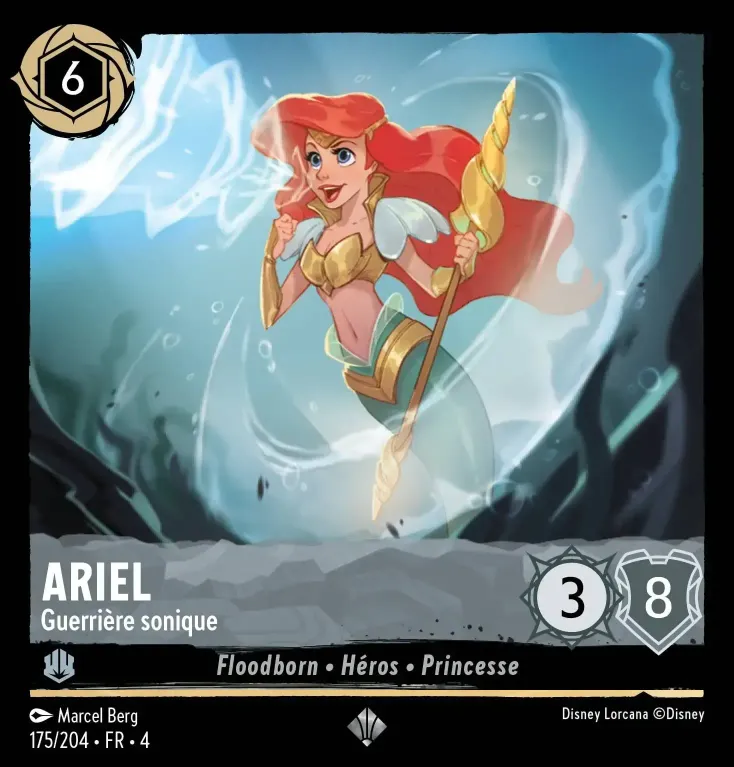 6
ARIEL
Guerrière sonique
3
8
Floodborn • Héros • Princesse
Marcel Berg
Disney Lorcana ©Disney
175/204 • FR • 4